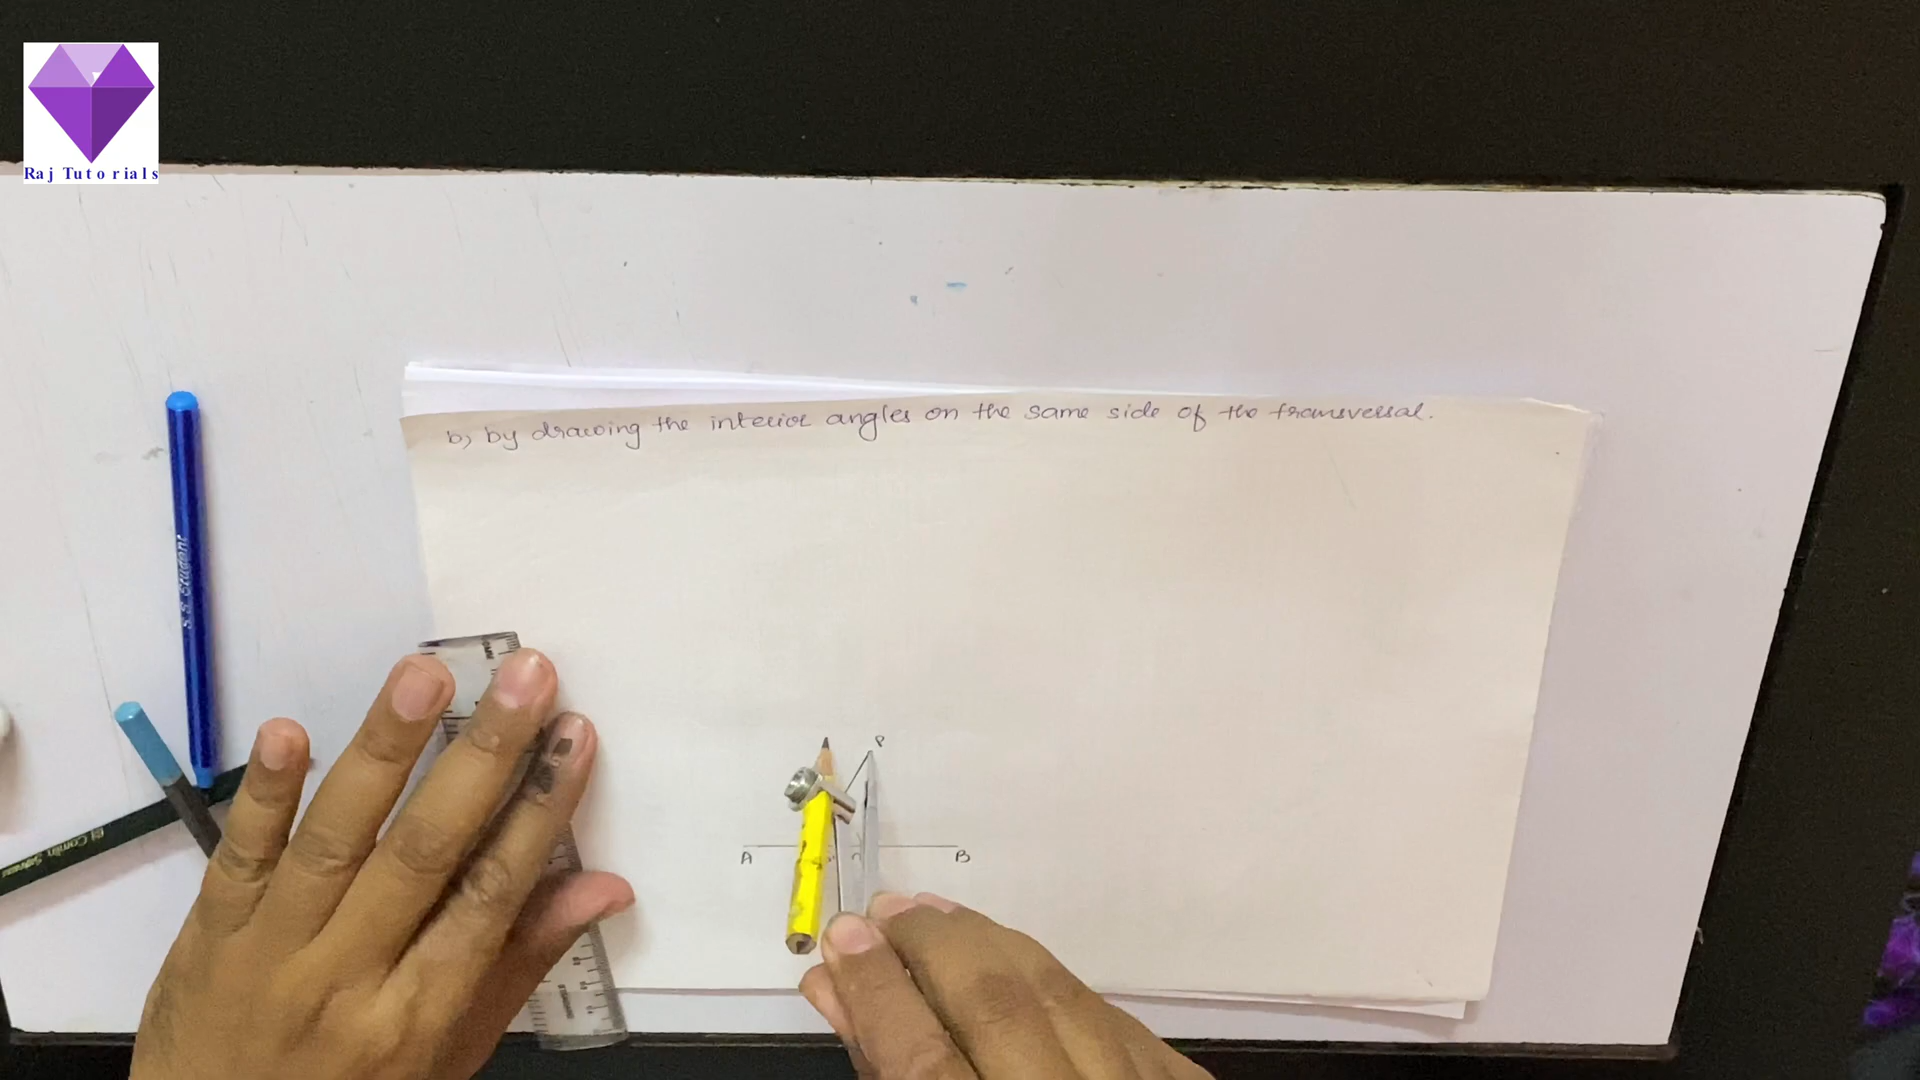 Raj Tutorials
b) by drawing the interior angles on the same side of the transversal.
S.S. Student
P
A
B